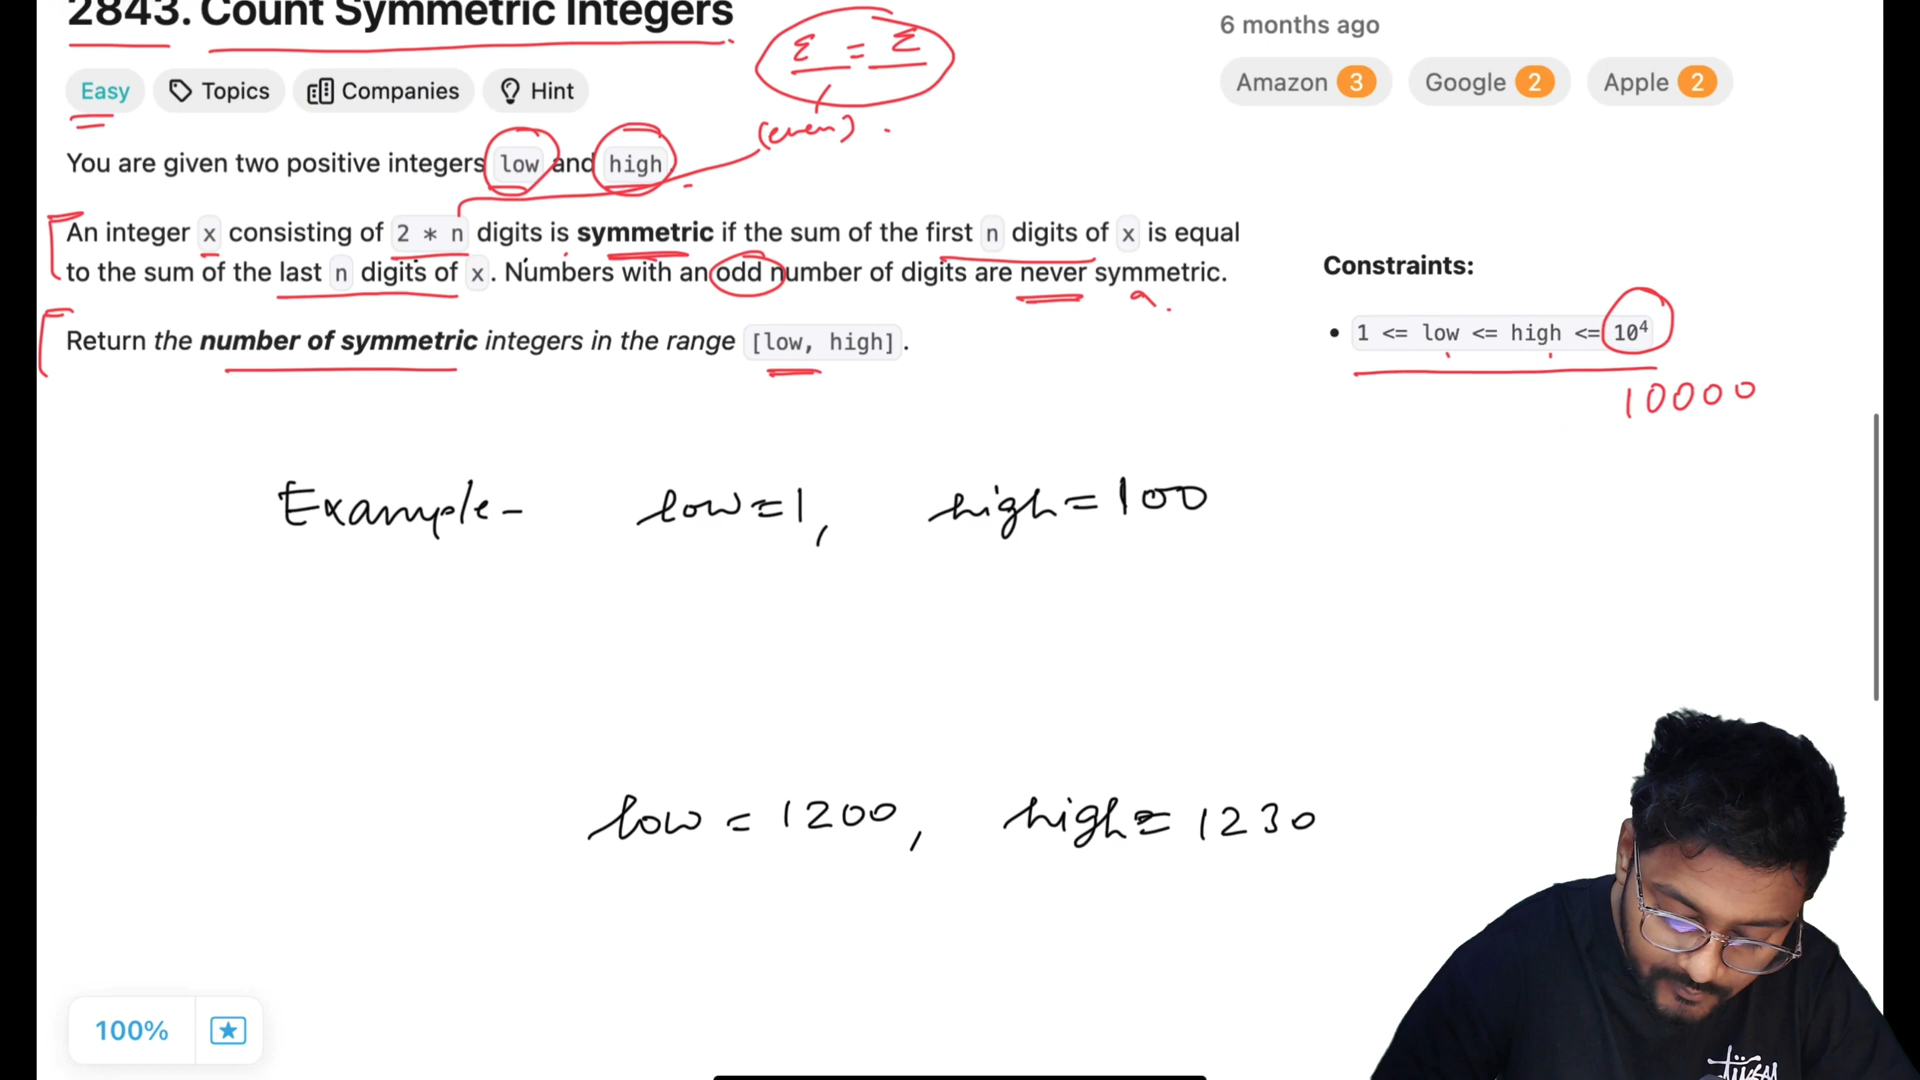 2843. Count Symmetric Integers
Σ = Σ
6 months ago
Easy Topics Companies Hint
Amazon 3 Google 2 Apple 2
(even) .
You are given two positive integers low and high
An integer x consisting of 2 * n digits is symmetric if the sum of the first n digits of x is equal
to the sum of the last n digits of x. Numbers with an odd number of digits are never symmetric.
Return the number of symmetric integers in the range [low, high].
Constraints:
• 1 <= low <= high <= 10⁴
10000
Example - low = 1, high = 100
low = 1200, high = 1230
100%